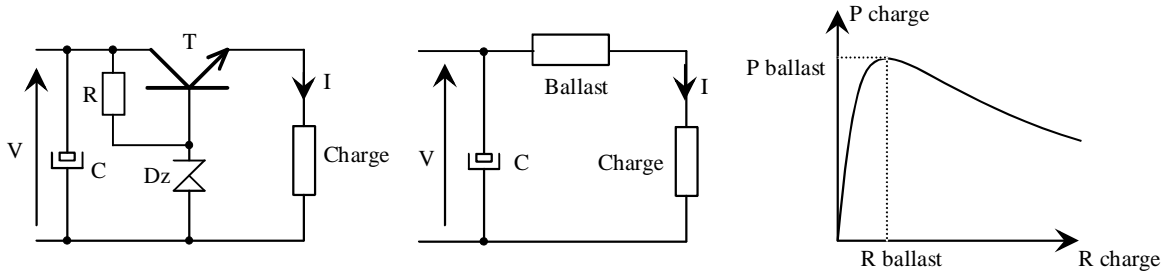 T
R
I
V
C
Dz
Charge
Ballast
I
V
C
Charge
P charge
P ballast
R ballast
R charge